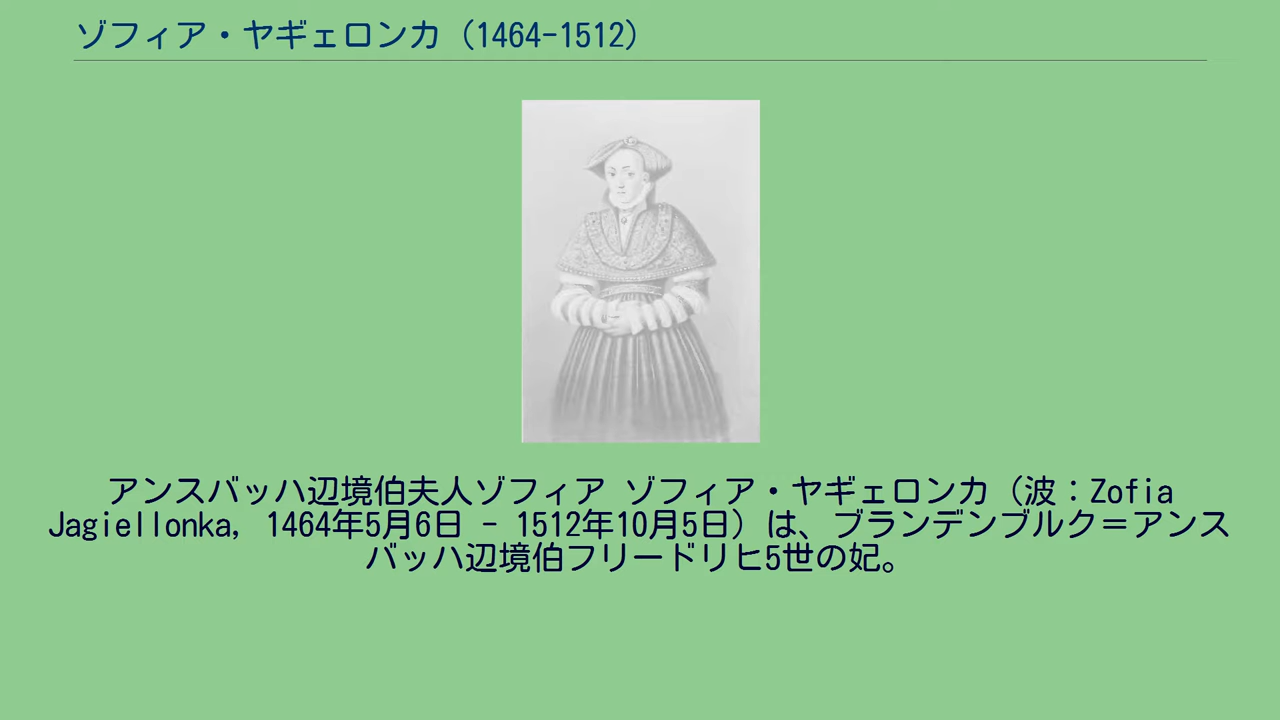 ゾフィア・ヤギェロンカ（1464-1512）
アンスバッハ辺境伯夫人ゾフィア ゾフィア・ヤギェロンカ（波：Zofia
Jagiellonka, 1464年5月6日 - 1512年10月5日）は、ブランデンブルク＝アンス
バッハ辺境伯フリードリヒ5世の妃。